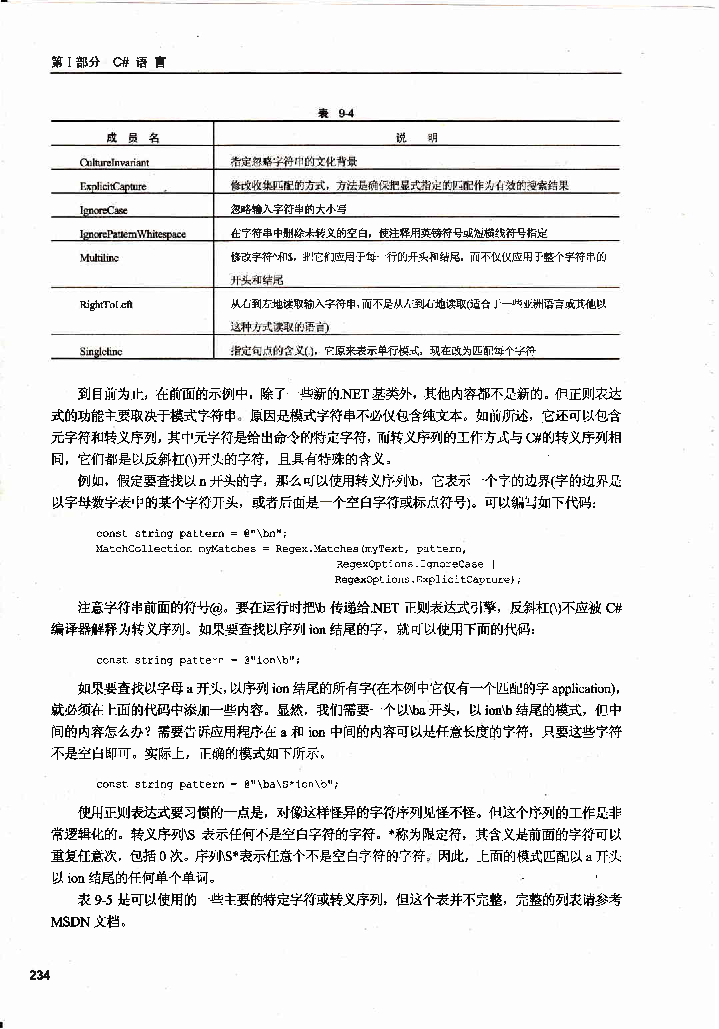 第 I 部分 C# 语 言
表 9-4
成 员 名 说 明
CultureInvariant 指定忽略字符串的文化背景
ExplicitCapture 修改收集匹配的方式，方法是确保把显式指定的匹配作为有效的搜索结果
IgnoreCase 忽略输入字符串的大小写
IgnorePatternWhitespace 在字符串中删除未转义的空白，使注释用英镑符号或短横线符号指定
Multiline 修改字符^和$，把它们应用于每一行的开头和结尾，而不仅仅应用于整个字符串的
开头和结尾
RightToLeft 从右到左地读取输入字符串，而不是从左到右地读取(适合于一些亚洲语言或其他以
这种方式读取的语言)
Singleline 指定句点的含义(.)，它原来表示单行模式，现在改为匹配每个字符
到目前为止，在前面的示例中，除了一些新的.NET 基类外，其他内容都不是新的。但正则表达
式的功能主要取决于模式字符串。原因是模式字符串不必仅包含纯文本。如前所述，它还可以包含
元字符和转义序列，其中元字符是给出命令的特定字符，而转义序列的工作方式与 C#的转义序列相
同，它们都是以反斜杠(\)开头的字符，且具有特殊的含义。
例如，假定要查找以 n 开头的字，那么可以使用转义序列\b，它表示一个字的边界(字的边界是
以字母数字表中的某个字符开头，或者后面是一个空白字符或标点符号)。可以编写如下代码：
const string pattern = @"\bn";
MatchCollection myMatches = Regex.Matches(myText, pattern,
RegexOptions.IgnoreCase |
RegexOptions.ExplicitCapture);
注意字符串前面的符号@。要在运行时把\b 传递给.NET 正则表达式引擎，反斜杠(\)不应被 C#
编译器解释为转义序列。如果要查找以序列 ion 结尾的字，就可以使用下面的代码：
const string pattern = @"ion\b";
如果要查找以字母 a 开头，以序列 ion 结尾的所有字(在本例中它仅有一个匹配的字 application)，
就必须在上面的代码中添加一些内容。显然，我们需要一个以\ba 开头，以 ion\b 结尾的模式，但中
间的内容怎么办？需要告诉应用程序在 a 和 ion 中间的内容可以是任意长度的字符，只要这些字符
不是空白即可。实际上，正确的模式如下所示。
const string pattern = @"\ba\S*ion\b";
使用正则表达式要习惯的一点是，对像这样怪异的字符序列见怪不怪。但这个序列的工作是非
常逻辑化的。转义序列\S 表示任何不是空白字符的字符。*称为限定符，其含义是前面的字符可以
重复任意次，包括 0 次。序列\S*表示任意个不是空白字符的字符。因此，上面的模式匹配以 a 开头
以 ion 结尾的任何单个单词。
表 9-5 是可以使用的一些主要的特定字符或转义序列，但这个表并不完整，完整的列表请参考
MSDN 文档。
234